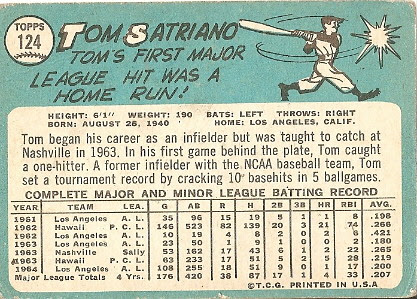 TOPPS
124
TOM SATRIANO
TOM'S FIRST MAJOR
LEAGUE HIT WAS A
HOME RUN!
HEIGHT: 6'1" WEIGHT: 190 BATS: LEFT THROWS: RIGHT
BORN: AUGUST 28, 1940 HOME: LOS ANGELES, CALIF.
Tom began his career as an infielder but was taught to catch at
Nashville in 1963. In his first game behind the plate, Tom caught
a one-hitter. A former infielder with the NCAA baseball team, Tom
set a tournament record by cracking 10 basehits in 5 ballgames.
COMPLETE MAJOR AND MINOR LEAGUE BATTING RECORD
YEAR TEAM LEA. G AB R H 2B 3B HR RBI AVG.
1961 Los Angeles A. L. 35 96 15 19 5 1 1 8 .198
1962 Hawaii P. C. L. 146 523 82 139 20 3 21 74 .266
1962 Los Angeles A. L. 10 19 4 8 2 0 2 .421
1963 Los Angeles A. L. 23 50 1 9 1 0 0 2 .180
1963 Nashville Sally 53 162 77 43 6 1 2 22 .265
1963 Hawaii P. C. L. 63 233 17 51 5 2 .219
1964 Los Angeles A. L. 108 255 18 51 0 1 17 .200
Major League Totals 4 Yrs. 176 420 38 87 17 1 4 33 .207
© T.C.G. PRINTED IN U.S.A.